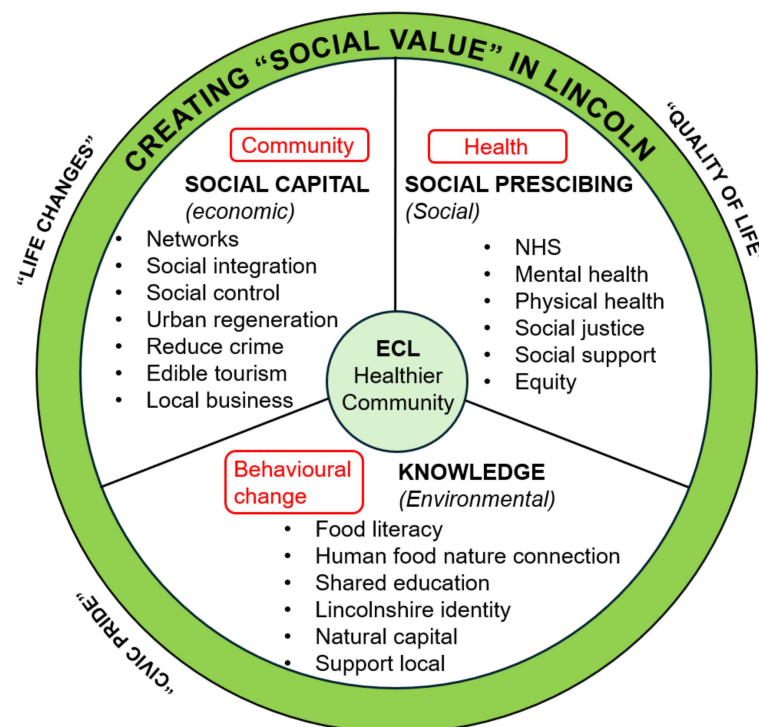 CREATING “SOCIAL VALUE” IN LINCOLN
“LIFE CHANGES”
“QUALITY OF LIFE”
“CIVIC PRIDE”
Community
SOCIAL CAPITAL
(economic)
• Networks
• Social integration
• Social control
• Urban regeneration
• Reduce crime
• Edible tourism
• Local business
Health
SOCIAL PRESCIBING
(Social)
• NHS
• Mental health
• Physical health
• Social justice
• Social support
• Equity
ECL
Healthier
Community
Behavioural
change
KNOWLEDGE
(Environmental)
• Food literacy
• Human food nature connection
• Shared education
• Lincolnshire identity
• Natural capital
• Support local